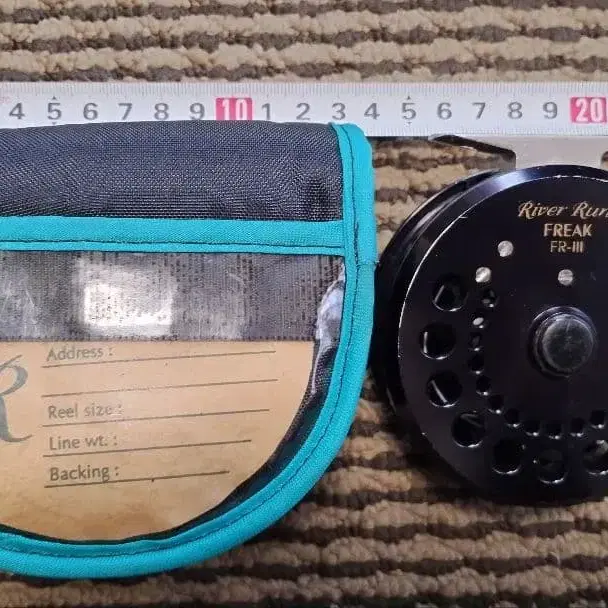 4 5 6 7 8 9 10 1 2 3 4 5 6 7 8 9 20
River Run
FREAK
FR-III
R
Address :
Reel size :
Line wt. :
Backing :